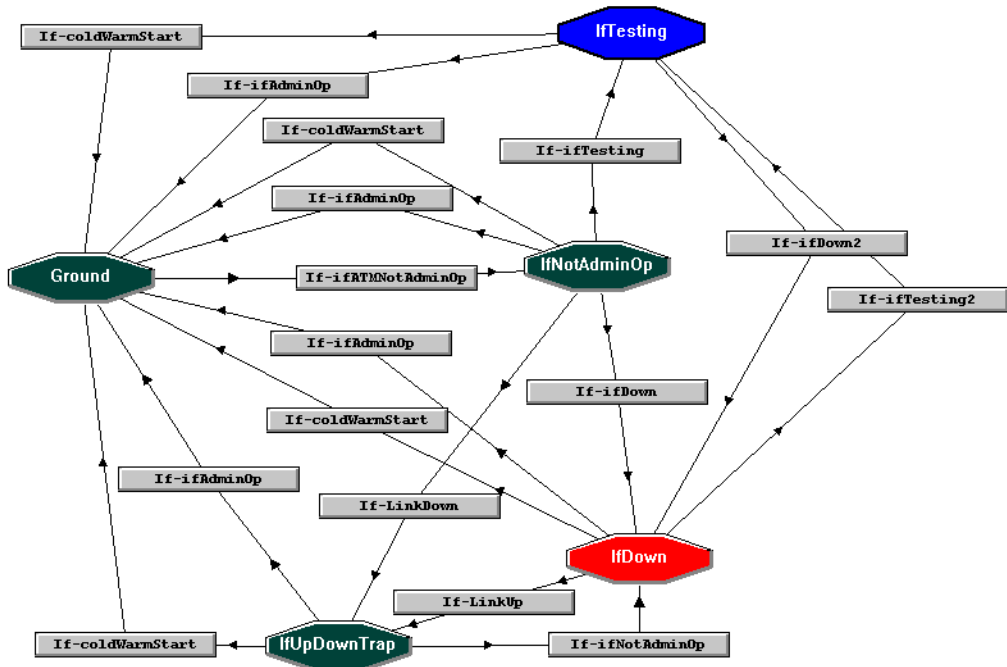 IfTesting
If-coldWarmStart
If-ifAdminOp
If-coldWarmStart
If-ifTesting
If-ifAdminOp
If-ifDown2
Ground
If-ifATMNotAdminOp
IfNotAdminOp
If-ifTesting2
If-ifAdminOp
If-ifDown
If-coldWarmStart
If-ifAdminOp
If-LinkDown
IfDown
If-LinkUp
If-coldWarmStart
IfUpDownTrap
If-ifNotAdminOp